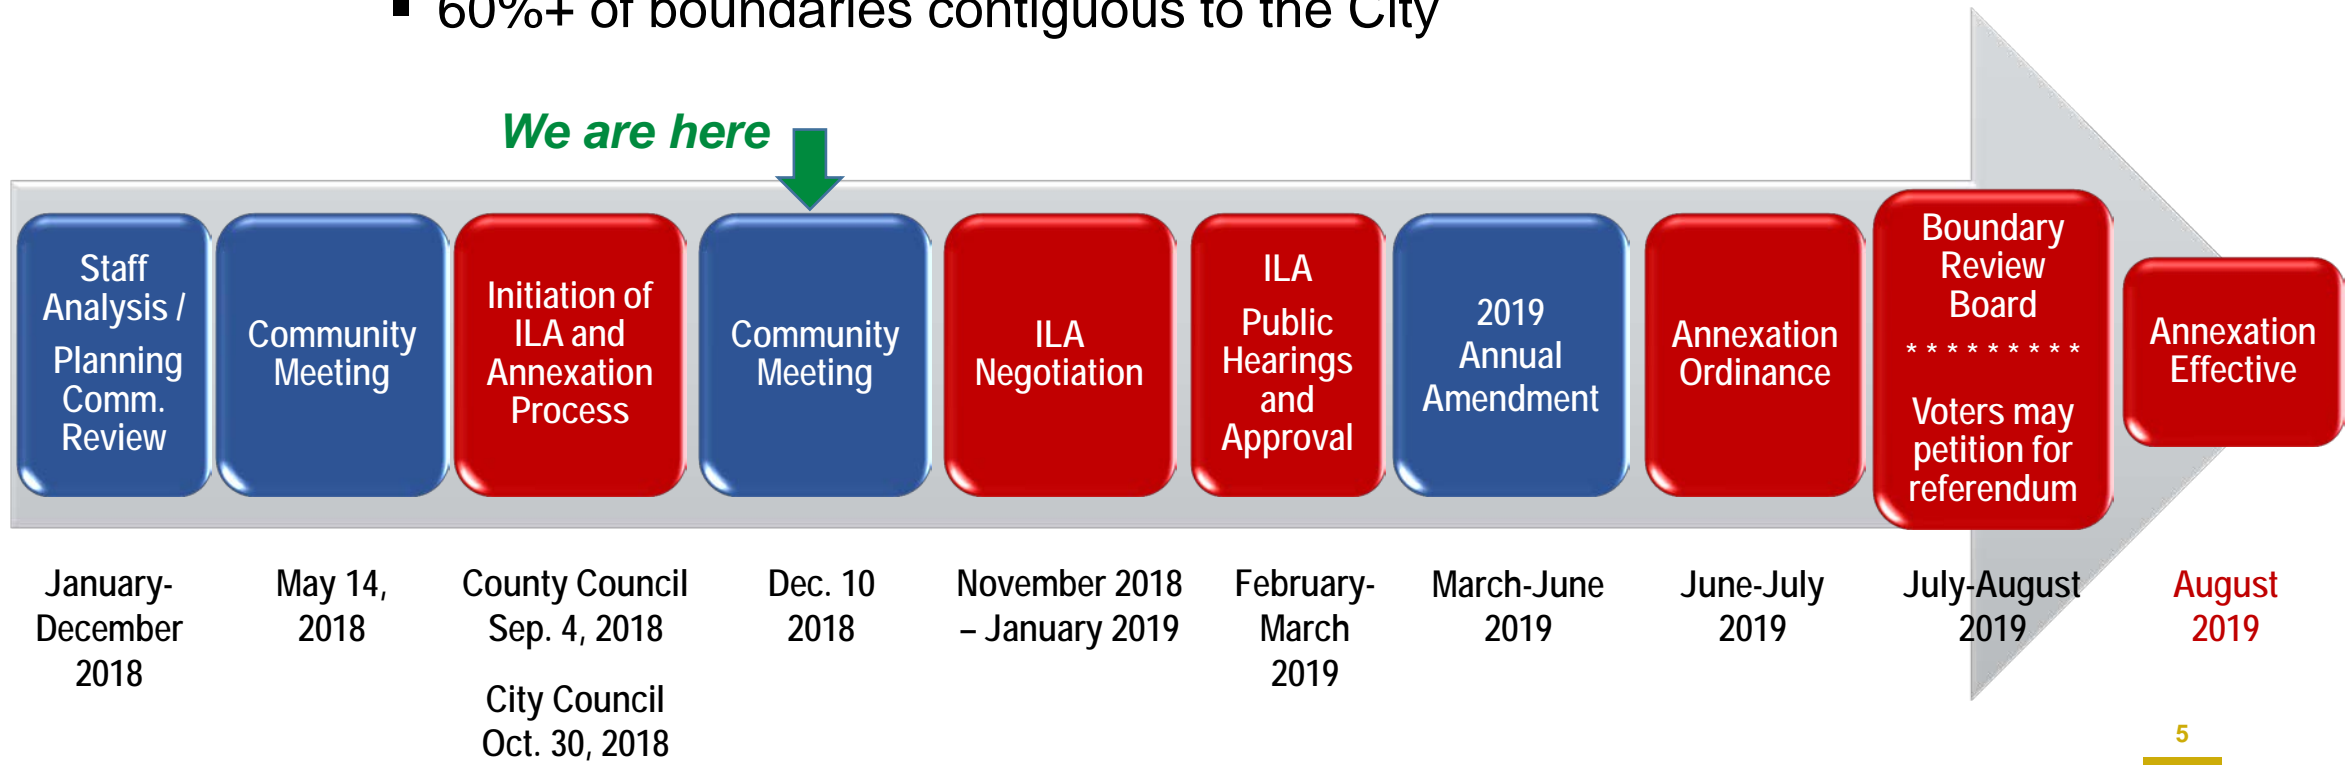 ▪ 60%+ of boundaries contiguous to the City
We are here
Staff
Analysis /
Planning
Comm.
Review
Community
Meeting
Initiation of
ILA and
Annexation
Process
Community
Meeting
ILA
Negotiation
ILA
Public
Hearings
and
Approval
2019
Annual
Amendment
Annexation
Ordinance
Boundary
Review
Board
* * * * * * * * *
Voters may
petition for
referendum
Annexation
Effective
January-
December
2018
May 14,
2018
County Council
Sep. 4, 2018
City Council
Oct. 30, 2018
Dec. 10
2018
November 2018
– January 2019
February-
March
2019
March-June
2019
June-July
2019
July-August
2019
August
2019
5